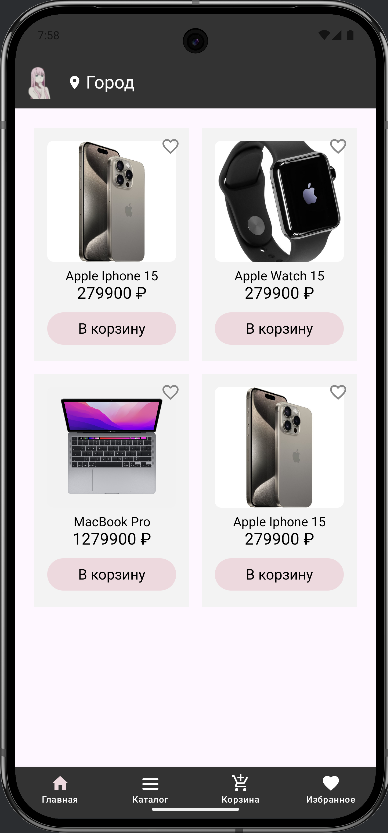 7:58
Город
Apple Iphone 15
279900 ₽
В корзину
Apple Watch 15
279900 ₽
В корзину
MacBook Pro
1279900 ₽
В корзину
Apple Iphone 15
279900 ₽
В корзину
Главная
Каталог
Корзина
Избранное